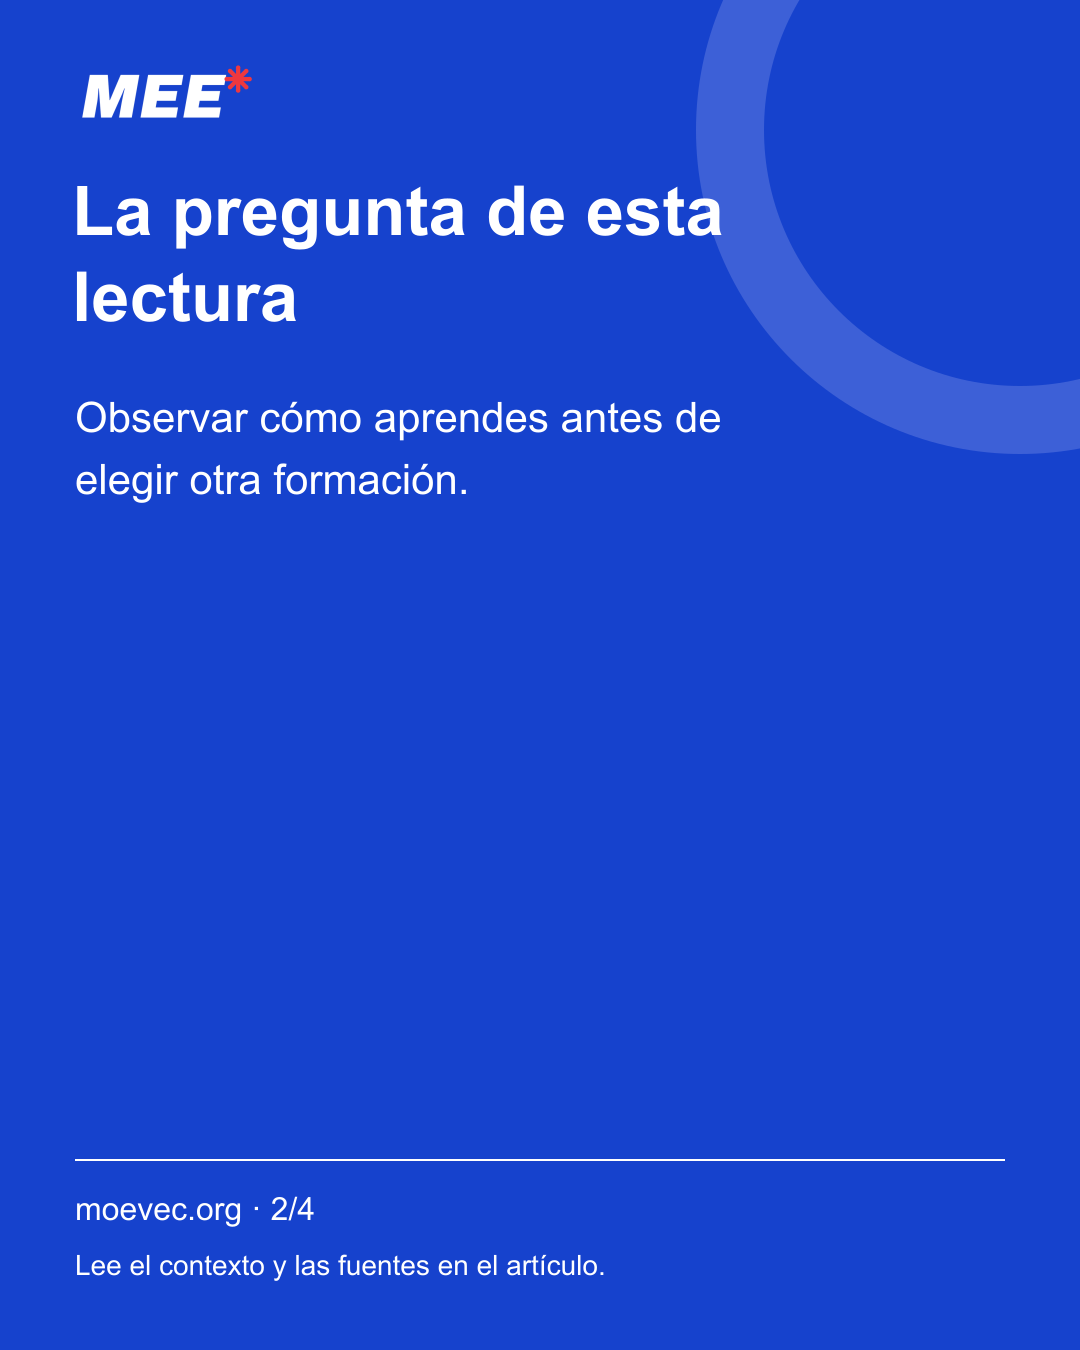 MEE*
La pregunta de esta
lectura
Observar cómo aprendes antes de
elegir otra formación.
moevec.org · 2/4
Lee el contexto y las fuentes en el artículo.